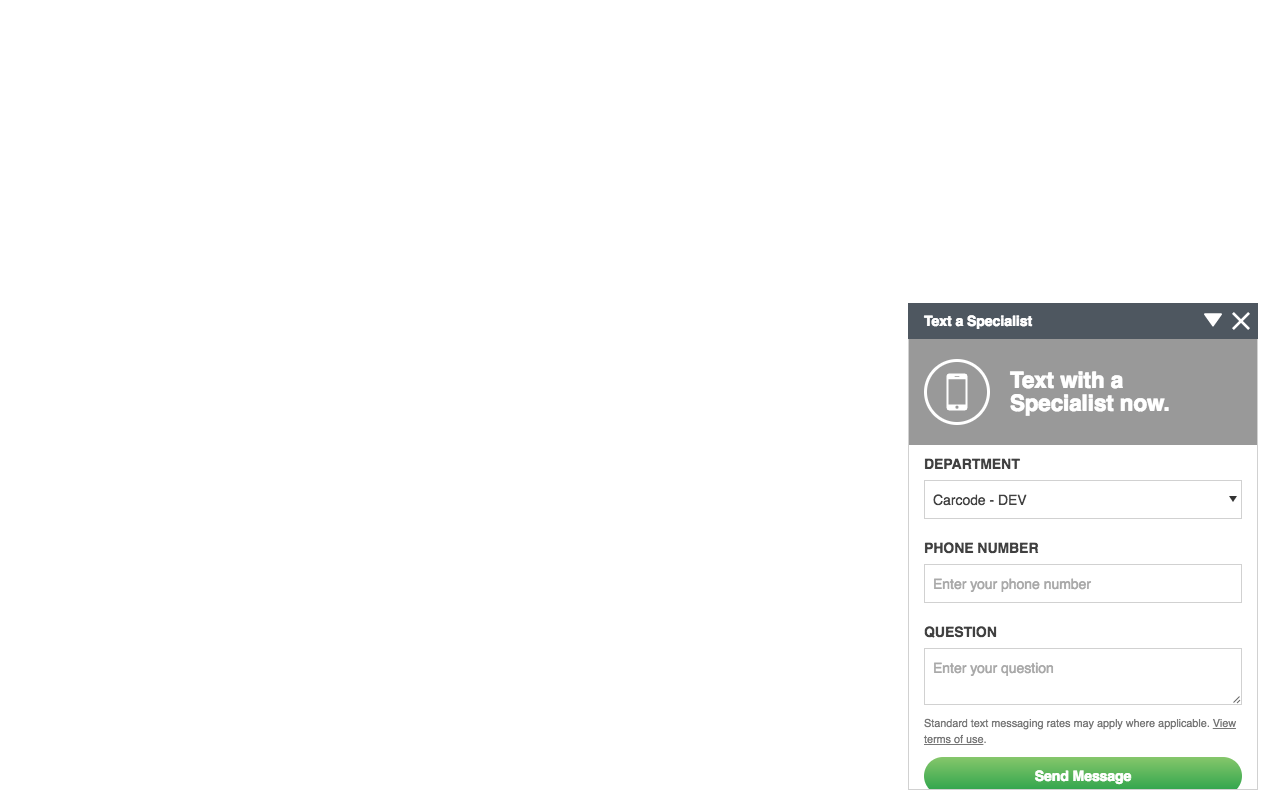 Text a Specialist
Text with a
Specialist now.
DEPARTMENT
Carcode - DEV
PHONE NUMBER
Enter your phone number
QUESTION
Enter your question
Standard text messaging rates may apply where applicable. View
terms of use.
Send Message